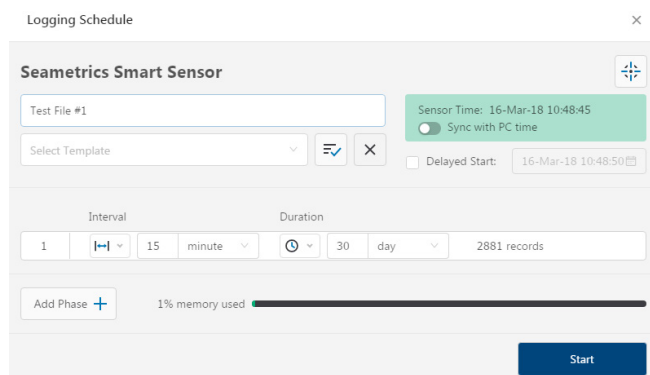 Logging Schedule
Seametrics Smart Sensor
Test File #1
Sensor Time: 16-Mar-18 10:48:45
Sync with PC time
Select Template
Delayed Start: 16-Mar-18 10:48:50
Interval Duration
1 15 minute 30 day 2881 records
Add Phase 1% memory used
Start